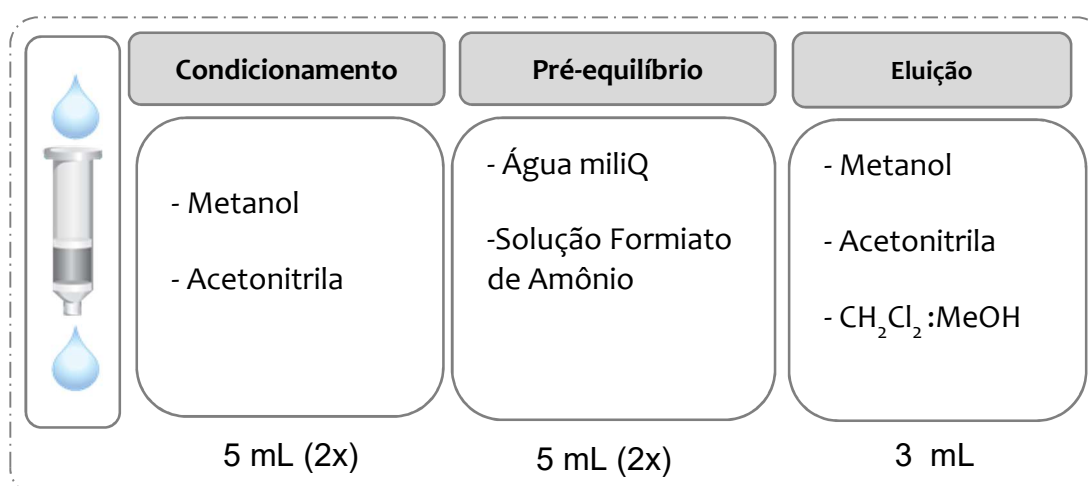 Condicionamento
- Metanol
- Acetonitrila
5 mL (2x)
Pré-equilíbrio
- Água miliQ
-Solução Formiato
de Amônio
5 mL (2x)
Eluição
- Metanol
- Acetonitrila
- CH₂Cl₂ :MeOH
3 mL